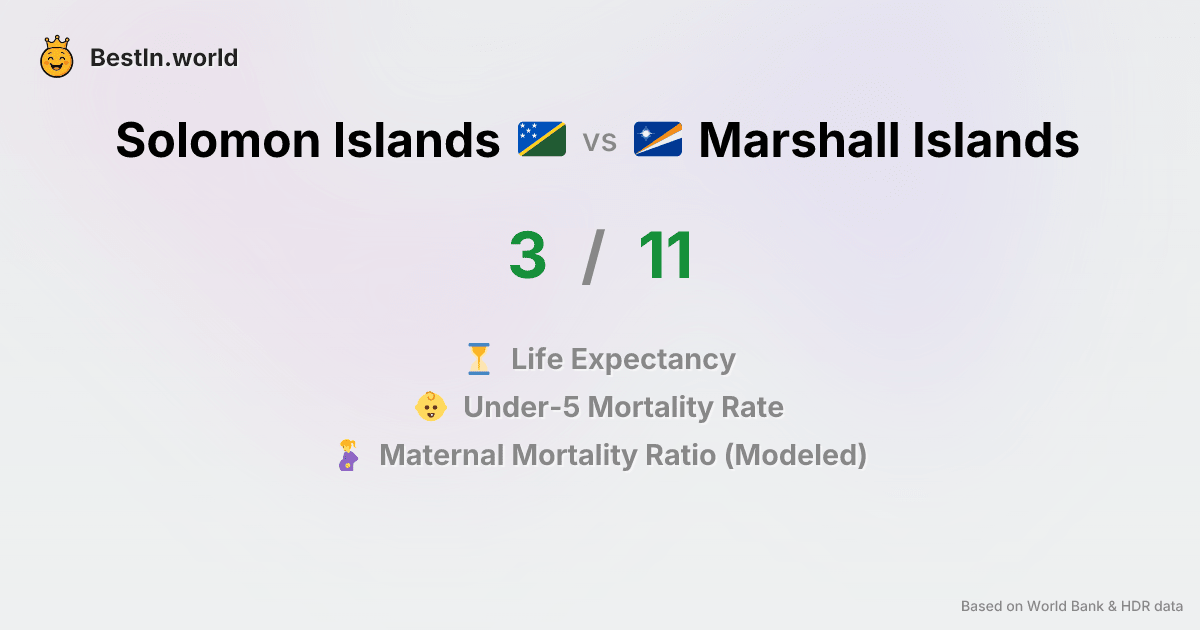 BestIn.world
Solomon Islands vs Marshall Islands
3 / 11
Life Expectancy
Under-5 Mortality Rate
Maternal Mortality Ratio (Modeled)
Based on World Bank & HDR data